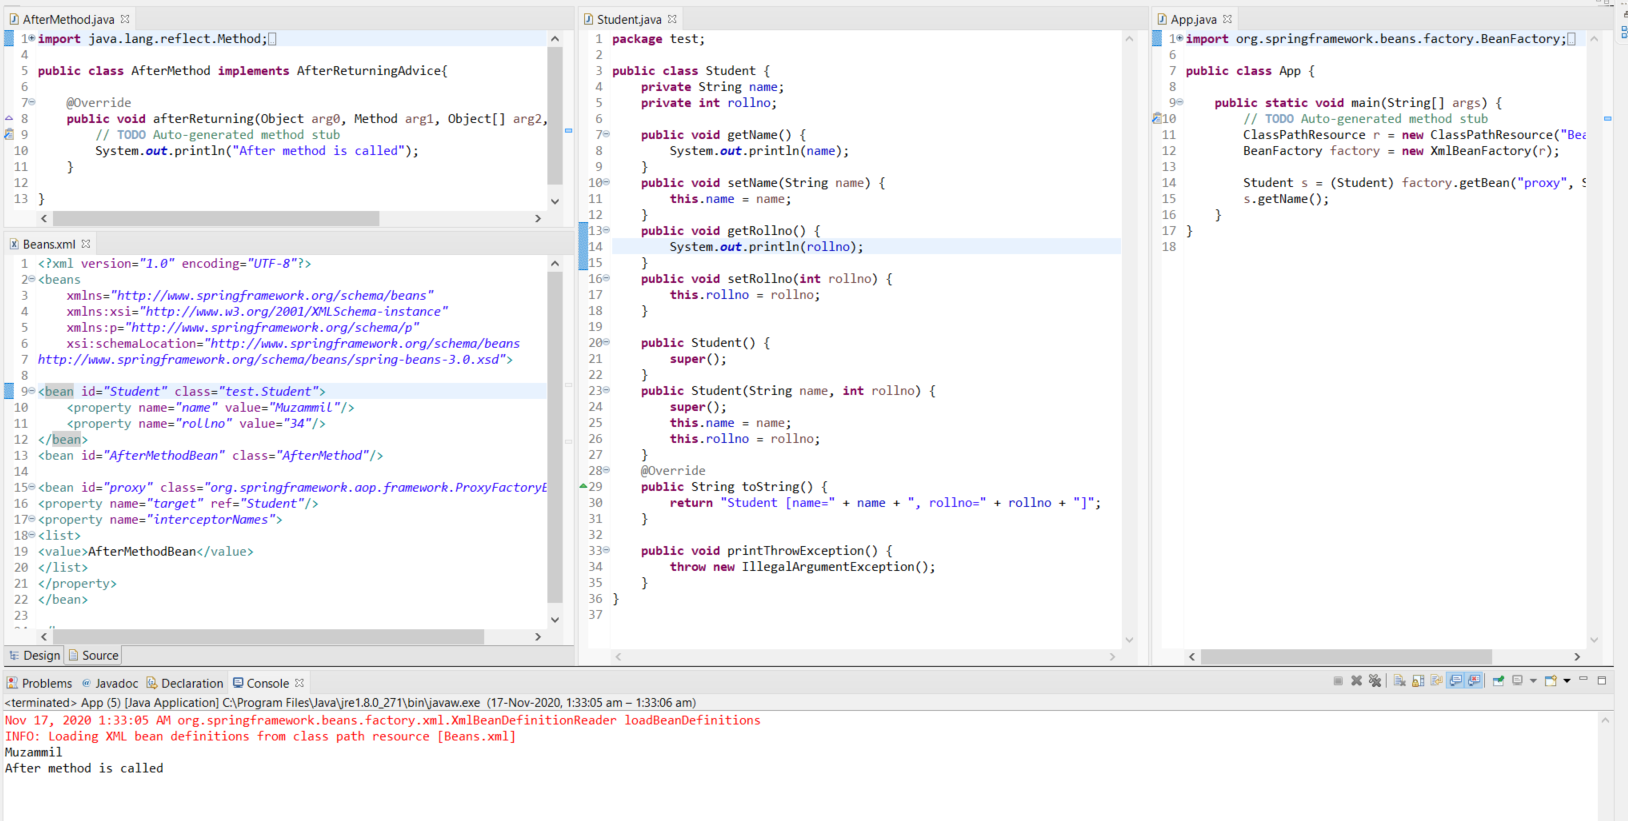 AfterMethod.java
1 import java.lang.reflect.Method;
4
5 public class AfterMethod implements AfterReturningAdvice{
6
7 @Override
8 public void afterReturning(Object arg0, Method arg1, Object[] arg2,
9 // TODO Auto-generated method stub
10 System.out.println("After method is called");
11 }
12
13 }
Beans.xml
1 <?xml version="1.0" encoding="UTF-8"?>
2 <beans
3 xmlns="http://www.springframework.org/schema/beans"
4 xmlns:xsi="http://www.w3.org/2001/XMLSchema-instance"
5 xmlns:p="http://www.springframework.org/schema/p"
6 xsi:schemaLocation="http://www.springframework.org/schema/beans
7 http://www.springframework.org/schema/beans/spring-beans-3.0.xsd">
8
9 <bean id="Student" class="test.Student">
10 <property name="name" value="Muzammil"/>
11 <property name="rollno" value="34"/>
12 </bean>
13 <bean id="AfterMethodBean" class="AfterMethod"/>
14
15 <bean id="proxy" class="org.springframework.aop.framework.ProxyFactory
16 <property name="target" ref="Student"/>
17 <property name="interceptorNames">
18 <list>
19 <value>AfterMethodBean</value>
20 </list>
21 </property>
22 </bean>
23
Design Source
Student.java
1 package test;
2
3 public class Student {
4 private String name;
5 private int rollno;
6
7 public void getName() {
8 System.out.println(name);
9 }
10 public void setName(String name) {
11 this.name = name;
12 }
13 public void getRollno() {
14 System.out.println(rollno);
15 }
16 public void setRollno(int rollno) {
17 this.rollno = rollno;
18 }
19
20 public Student() {
21 super();
22 }
23 public Student(String name, int rollno) {
24 super();
25 this.name = name;
26 this.rollno = rollno;
27 }
28 @Override
29 public String toString() {
30 return "Student [name=" + name + ", rollno=" + rollno + "]";
31 }
32
33 public void printThrowException() {
34 throw new IllegalArgumentException();
35 }
36 }
37
App.java
1 import org.springframework.beans.factory.BeanFactory;
6
7 public class App {
8
9 public static void main(String[] args) {
10 // TODO Auto-generated method stub
11 ClassPathResource r = new ClassPathResource("Bea
12 BeanFactory factory = new XmlBeanFactory(r);
13
14 Student s = (Student) factory.getBean("proxy", S
15 s.getName();
16 }
17 }
18
Problems @ Javadoc Declaration Console
<terminated> App (5) [Java Application] C:\Program Files\Java\jre1.8.0_271\bin\javaw.exe (17-Nov-2020, 1:33:05 am – 1:33:06 am)
Nov 17, 2020 1:33:05 AM org.springframework.beans.factory.xml.XmlBeanDefinitionReader loadBeanDefinitions
INFO: Loading XML bean definitions from class path resource [Beans.xml]
Muzammil
After method is called